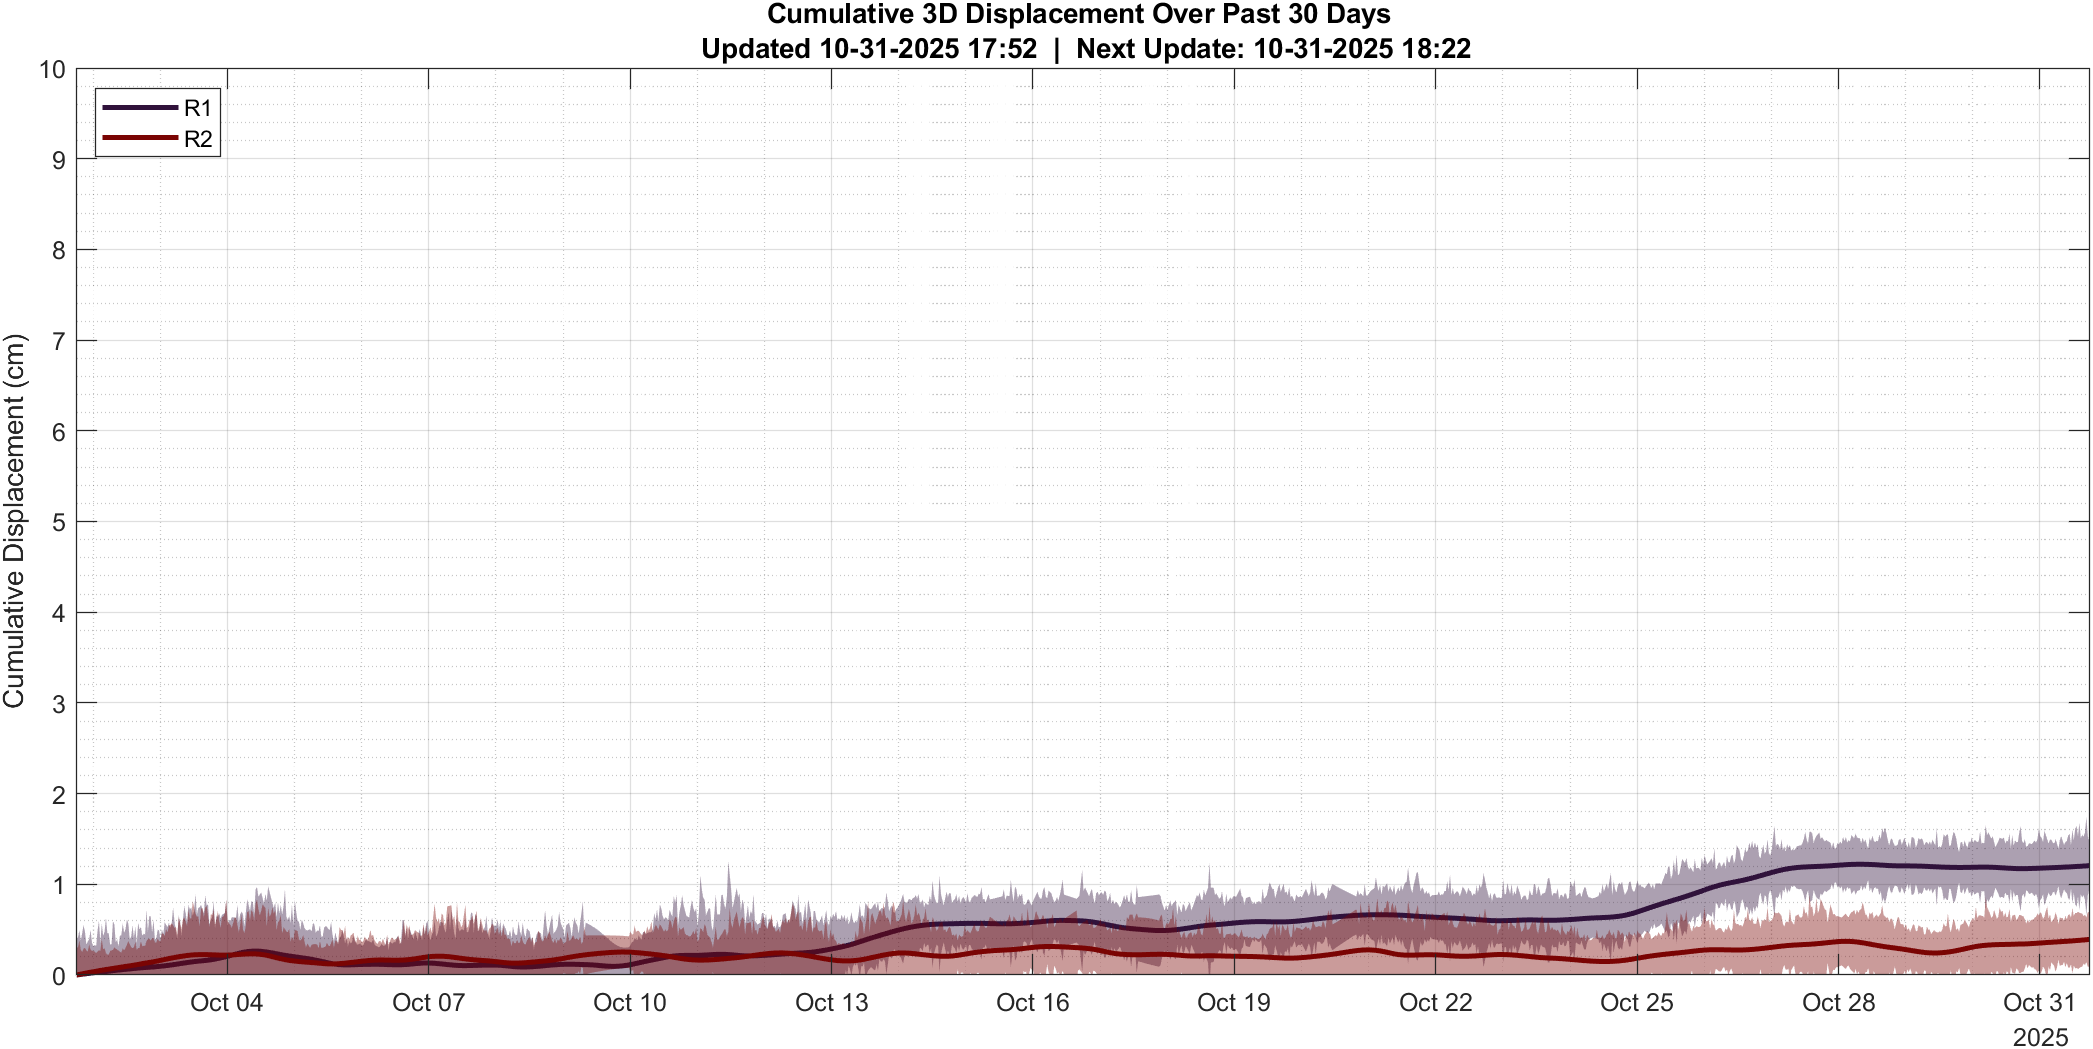 Cumulative 3D Displacement Over Past 30 Days
Updated 10-31-2025 17:52 | Next Update: 10-31-2025 18:22
R1
R2
Cumulative Displacement (cm)
10
9
8
7
6
5
4
3
2
1
0
Oct 04 Oct 07 Oct 10 Oct 13 Oct 16 Oct 19 Oct 22 Oct 25 Oct 28 Oct 31
2025